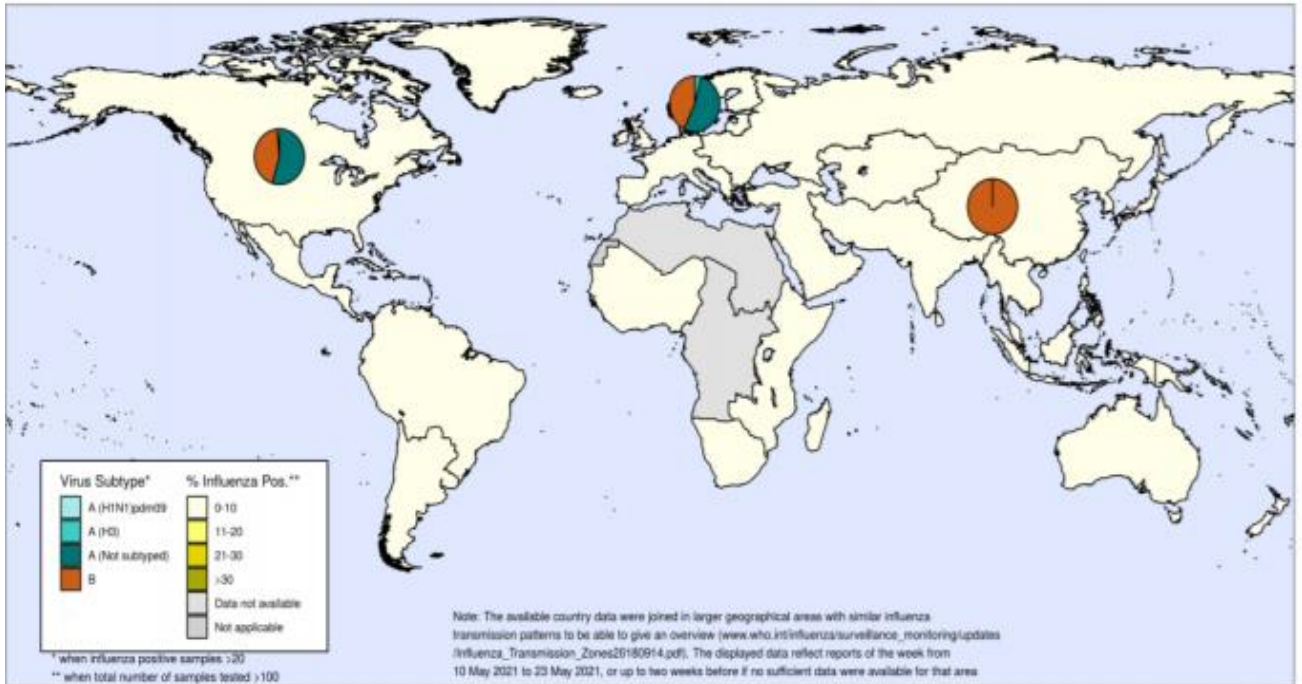 Virus Subtype*
A (H1N1)pdm09
A (H3)
A (Not subtyped)
B
% Influenza Pos.**
0-10
11-20
21-30
>30
Data not available
Not applicable
* when influenza positive samples >20
** when total number of samples tested >100
Note: The available country data were joined in larger geographical areas with similar influenza
transmission patterns to be able to give an overview (www.who.int/influenza/surveillance_monitoring/updates
/Influenza_Transmission_Zones20180914.pdf). The displayed data reflect reports of the week from
10 May 2021 to 23 May 2021, or up to two weeks before if no sufficient data were available for that area